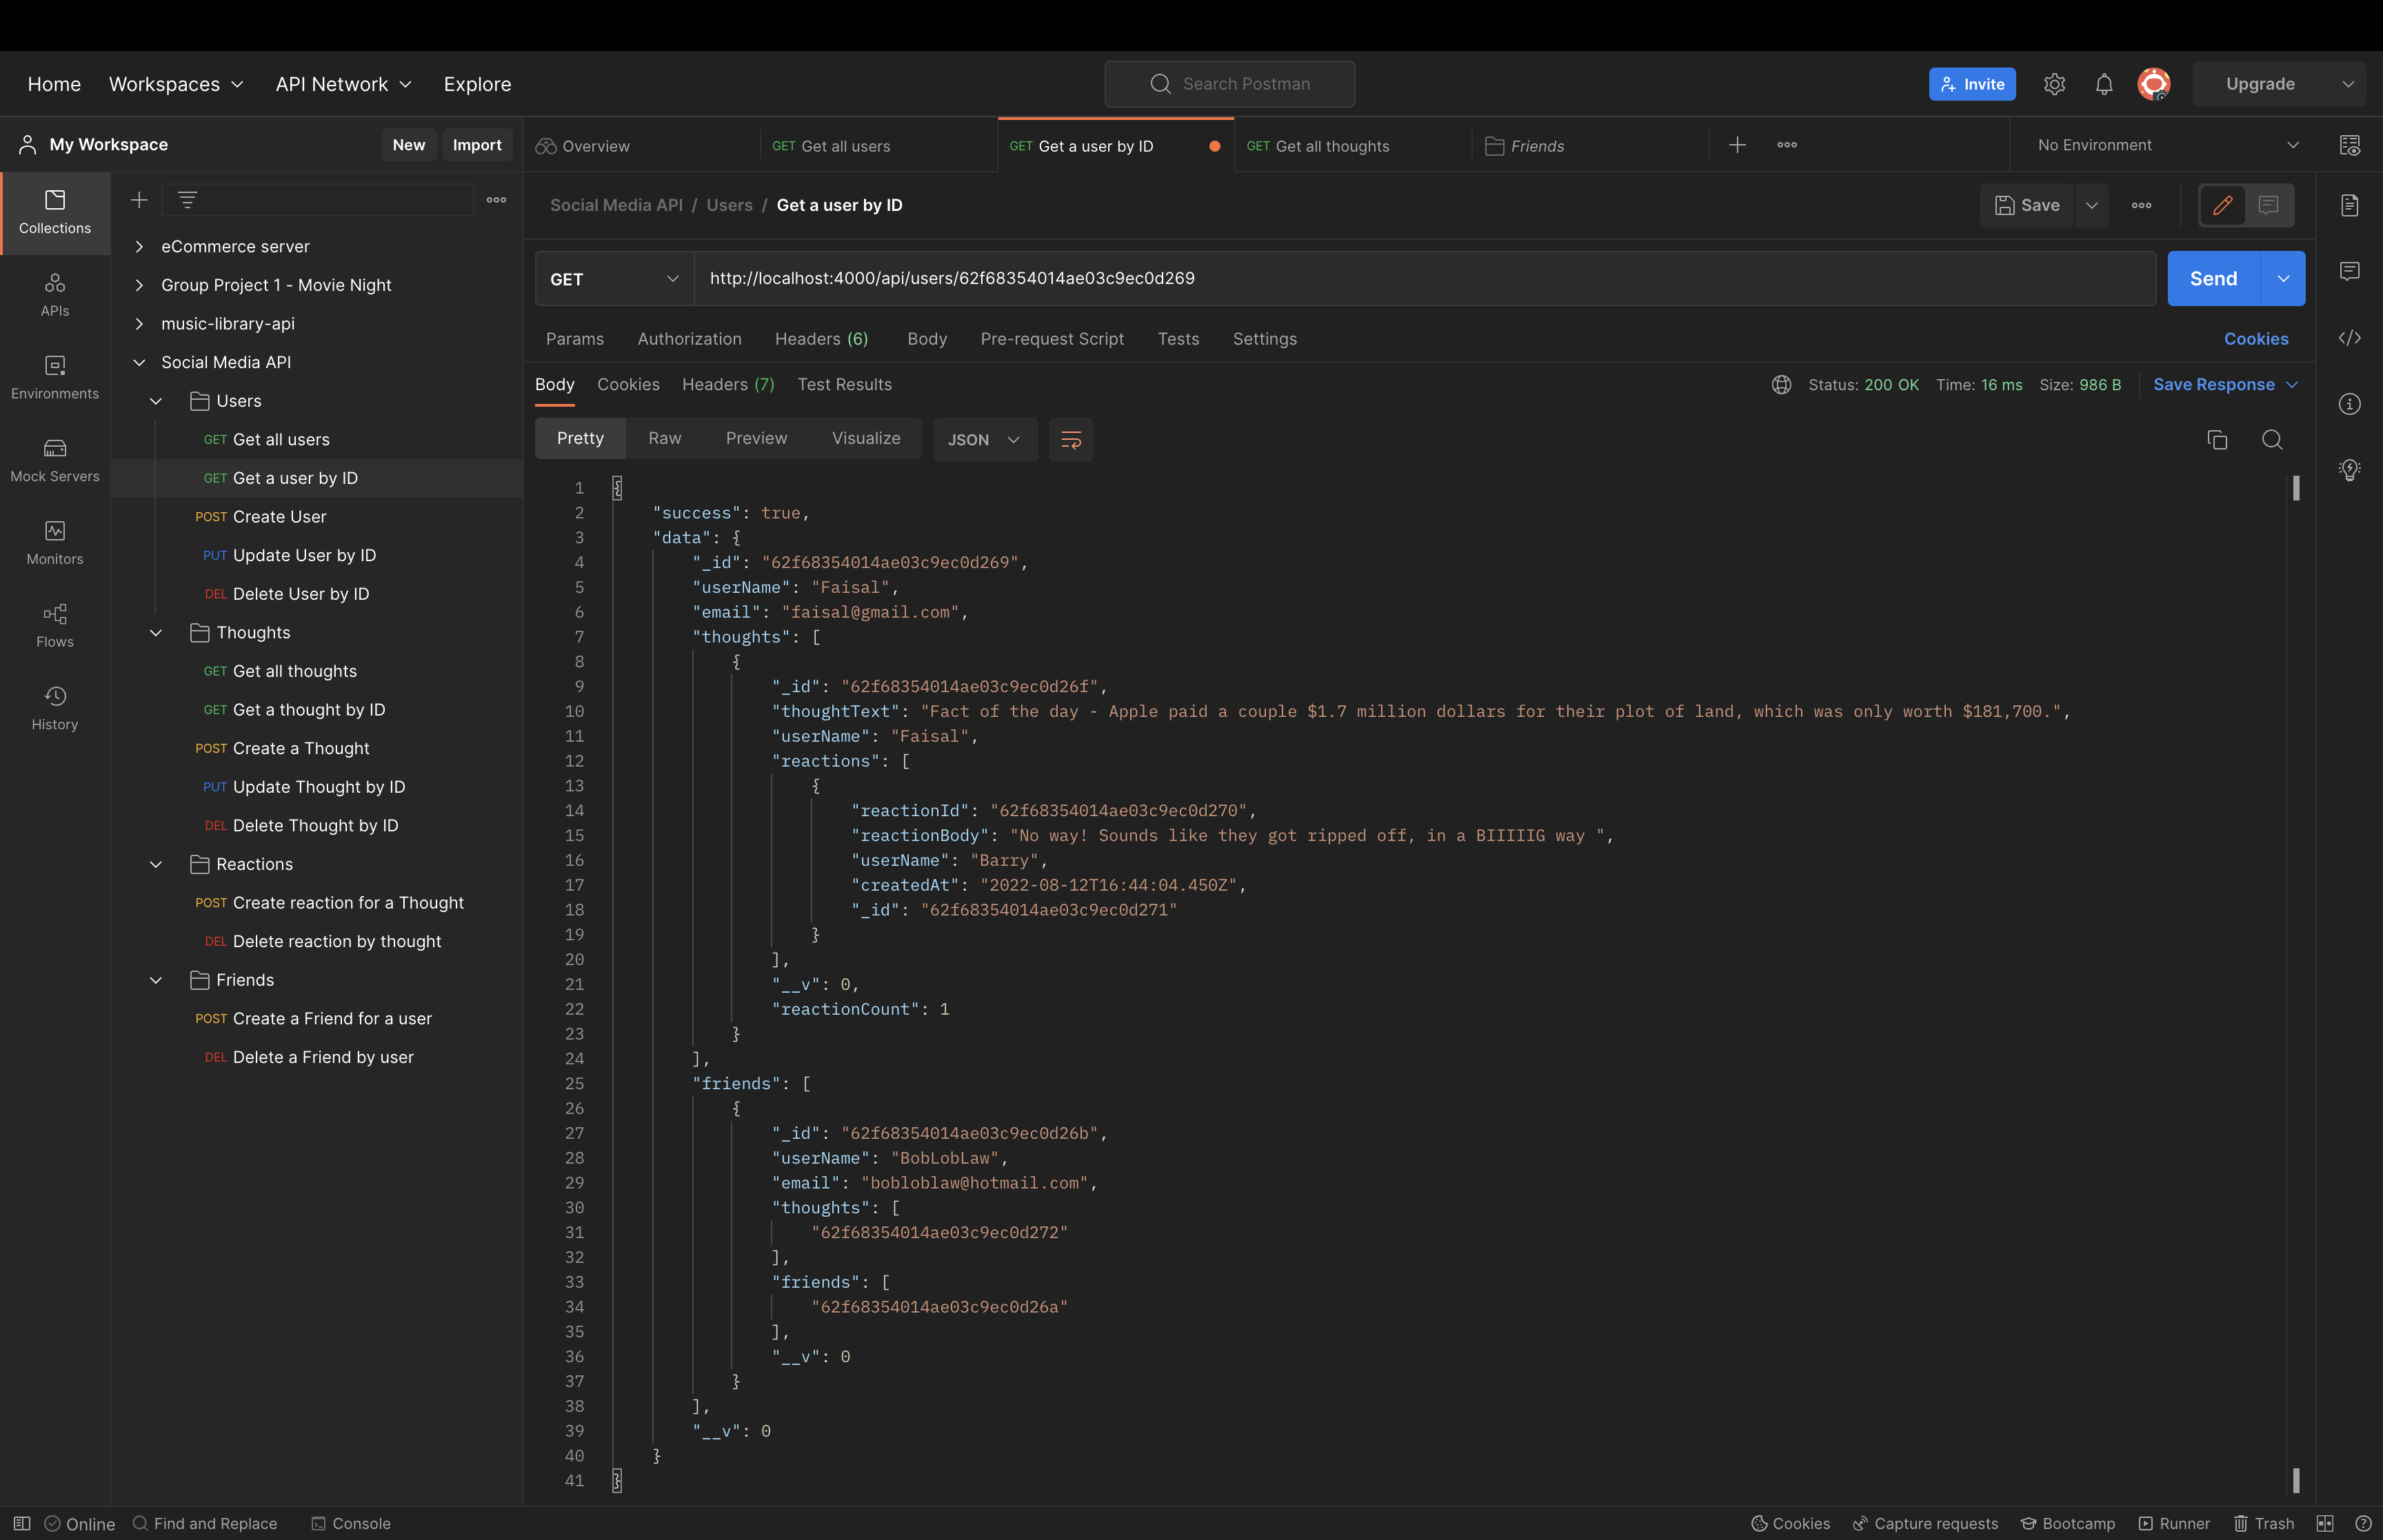 Home Workspaces API Network Explore Search Postman Invite Upgrade
My Workspace New Import Overview GET Get all users GET Get a user by ID GET Get all thoughts Friends No Environment
Collections
APIs
Environments
Mock Servers
Monitors
Flows
History
eCommerce server
Group Project 1 - Movie Night
music-library-api
Social Media API
Users
GET Get all users
GET Get a user by ID
POST Create User
PUT Update User by ID
DEL Delete User by ID
Thoughts
GET Get all thoughts
GET Get a thought by ID
POST Create a Thought
PUT Update Thought by ID
DEL Delete Thought by ID
Reactions
POST Create reaction for a Thought
DEL Delete reaction by thought
Friends
POST Create a Friend for a user
DEL Delete a Friend by user
Social Media API / Users / Get a user by ID Save
GET http://localhost:4000/api/users/62f68354014ae03c9ec0d269 Send
Params Authorization Headers (6) Body Pre-request Script Tests Settings Cookies
Body Cookies Headers (7) Test Results Status: 200 OK Time: 16 ms Size: 986 B Save Response
Pretty Raw Preview Visualize JSON
1 {
2 "success": true,
3 "data": {
4 "_id": "62f68354014ae03c9ec0d269",
5 "userName": "Faisal",
6 "email": "faisal@gmail.com",
7 "thoughts": [
8 {
9 "_id": "62f68354014ae03c9ec0d26f",
10 "thoughtText": "Fact of the day - Apple paid a couple $1.7 million dollars for their plot of land, which was only worth $181,700.",
11 "userName": "Faisal",
12 "reactions": [
13 {
14 "reactionId": "62f68354014ae03c9ec0d270",
15 "reactionBody": "No way! Sounds like they got ripped off, in a BIIIIIG way ",
16 "userName": "Barry",
17 "createdAt": "2022-08-12T16:44:04.450Z",
18 "_id": "62f68354014ae03c9ec0d271"
19 }
20 ],
21 "__v": 0,
22 "reactionCount": 1
23 }
24 ],
25 "friends": [
26 {
27 "_id": "62f68354014ae03c9ec0d26b",
28 "userName": "BobLobLaw",
29 "email": "bobloblaw@hotmail.com",
30 "thoughts": [
31 "62f68354014ae03c9ec0d272"
32 ],
33 "friends": [
34 "62f68354014ae03c9ec0d26a"
35 ],
36 "__v": 0
37 }
38 ],
39 "__v": 0
40 }
41 }
Online Find and Replace Console Cookies Capture requests Bootcamp Runner Trash